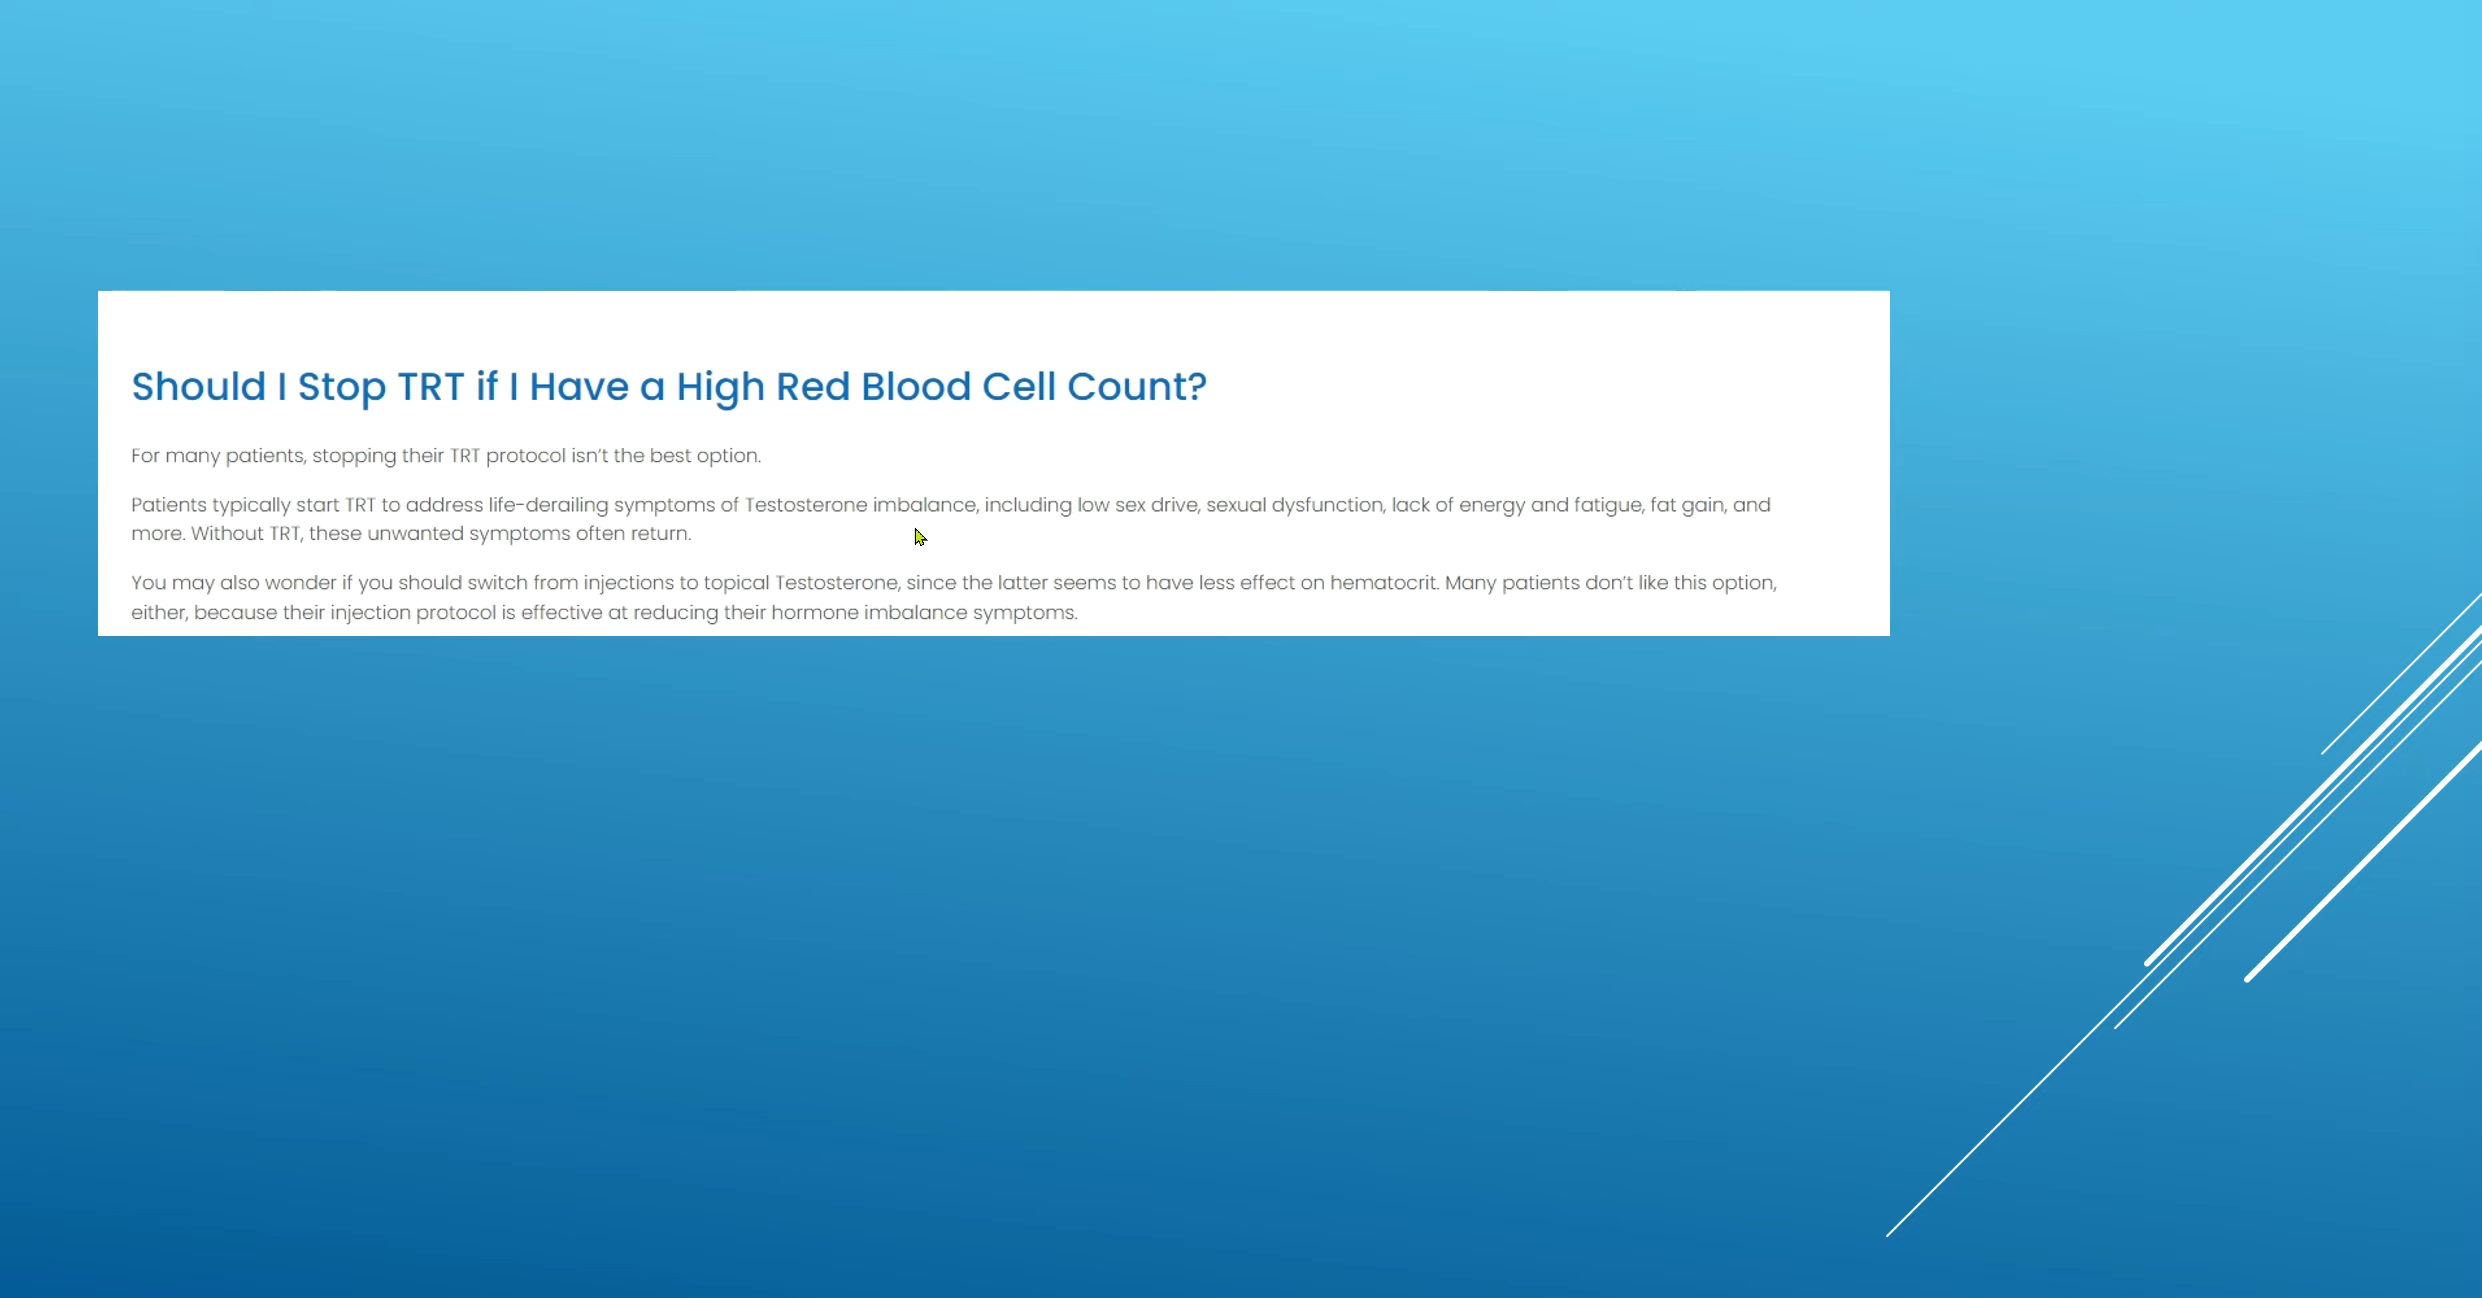 Should I Stop TRT if I Have a High Red Blood Cell Count?
For many patients, stopping their TRT protocol isn't the best option.
Patients typically start TRT to address life-derailing symptoms of Testosterone imbalance, including low sex drive, sexual dysfunction, lack of energy and fatigue, fat gain, and
more. Without TRT, these unwanted symptoms often return.
You may also wonder if you should switch from injections to topical Testosterone, since the latter seems to have less effect on hematocrit. Many patients don't like this option,
either, because their injection protocol is effective at reducing their hormone imbalance symptoms.